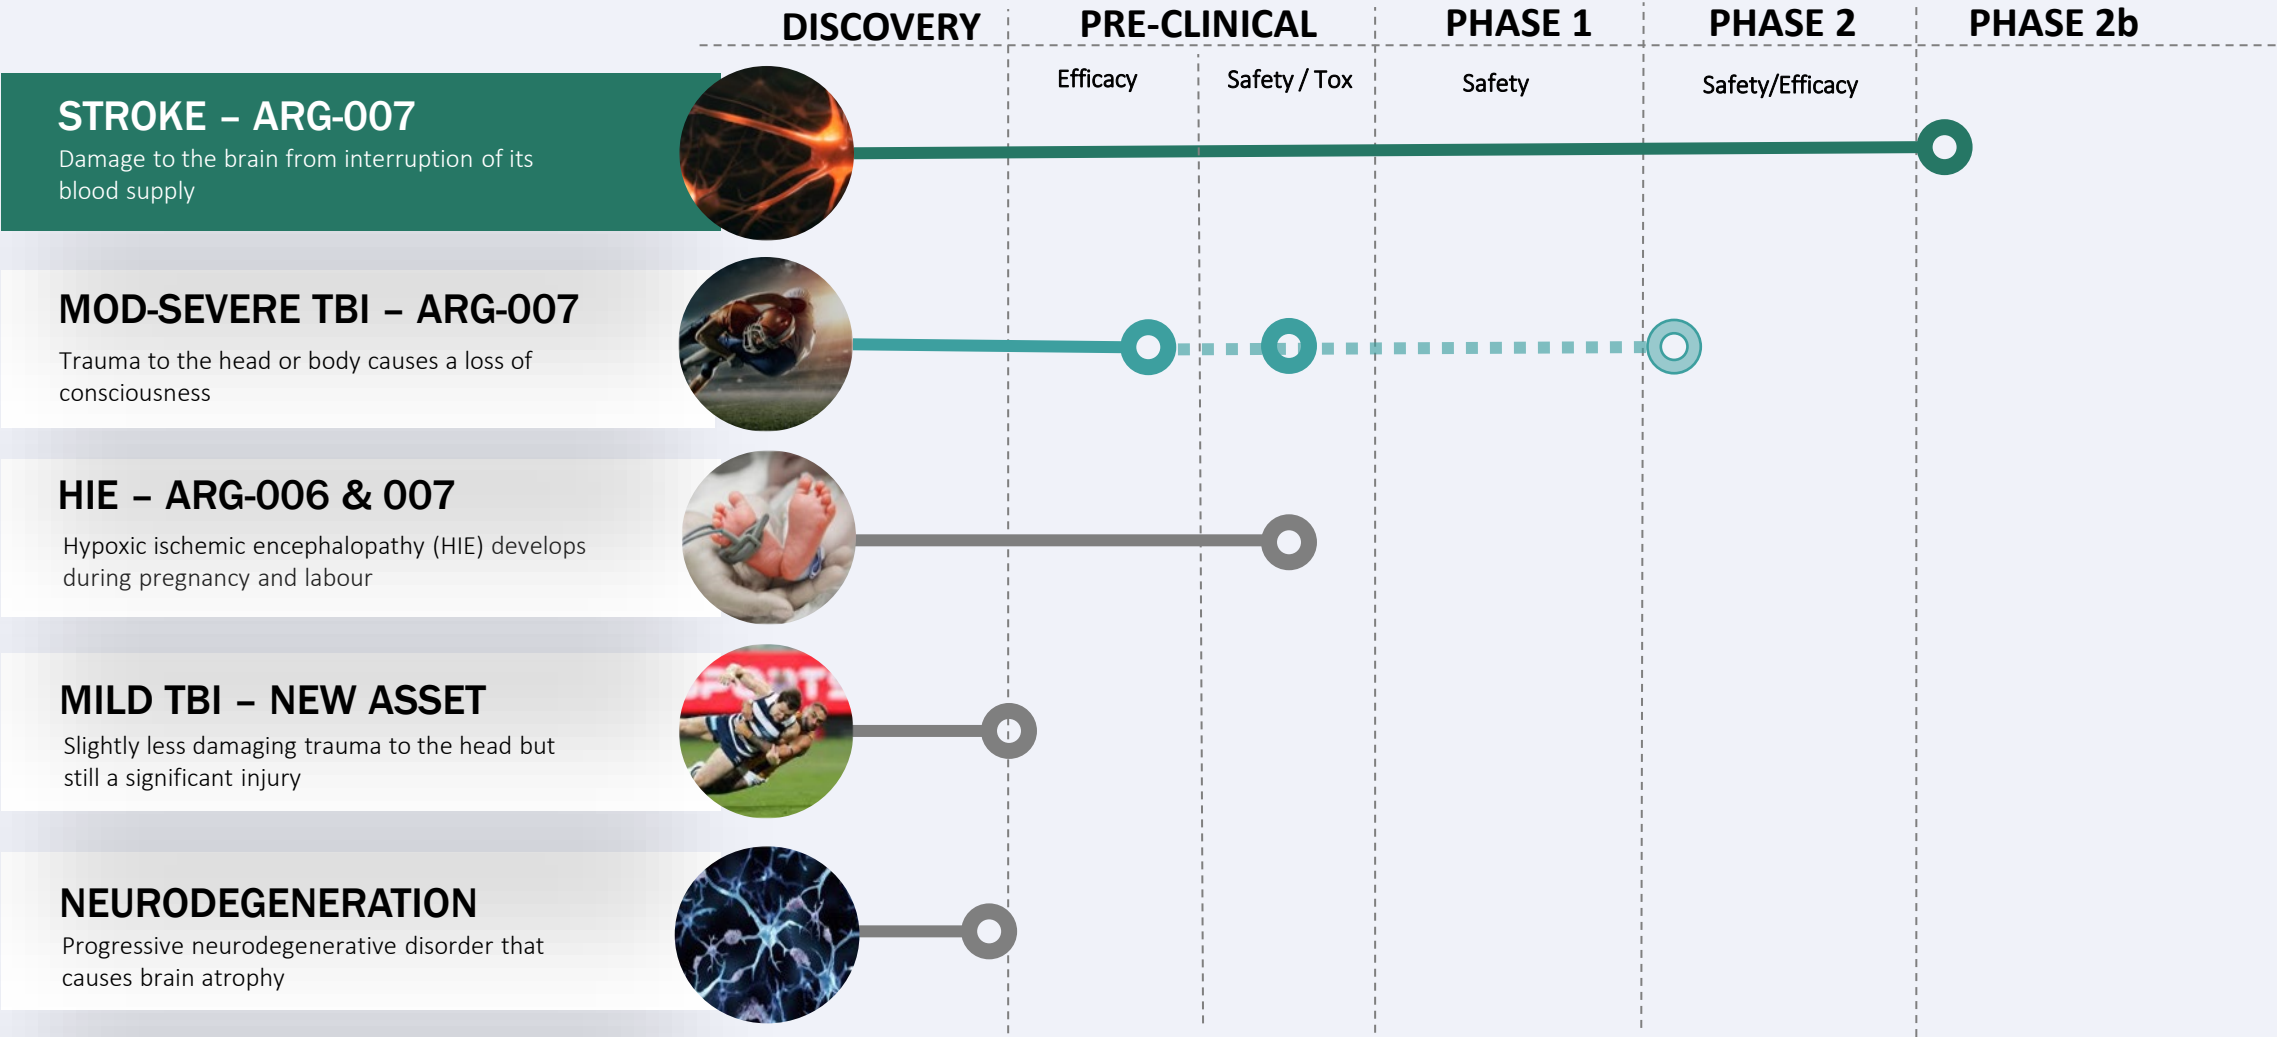 DISCOVERY PRE-CLINICAL PHASE 1 PHASE 2 PHASE 2b
Efficacy Safety / Tox Safety Safety/Efficacy
STROKE – ARG-007
Damage to the brain from interruption of its
blood supply
MOD-SEVERE TBI – ARG-007
Trauma to the head or body causes a loss of
consciousness
HIE – ARG-006 & 007
Hypoxic ischemic encephalopathy (HIE) develops
during pregnancy and labour
MILD TBI – NEW ASSET
Slightly less damaging trauma to the head but
still a significant injury
NEURODEGENERATION
Progressive neurodegenerative disorder that
causes brain atrophy